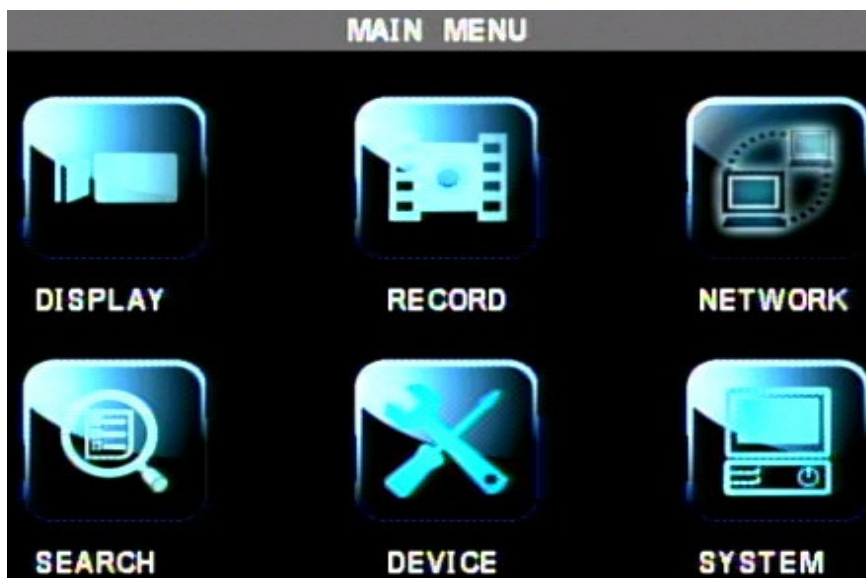 MAIN MENU
DISPLAY RECORD NETWORK
SEARCH DEVICE SYSTEM